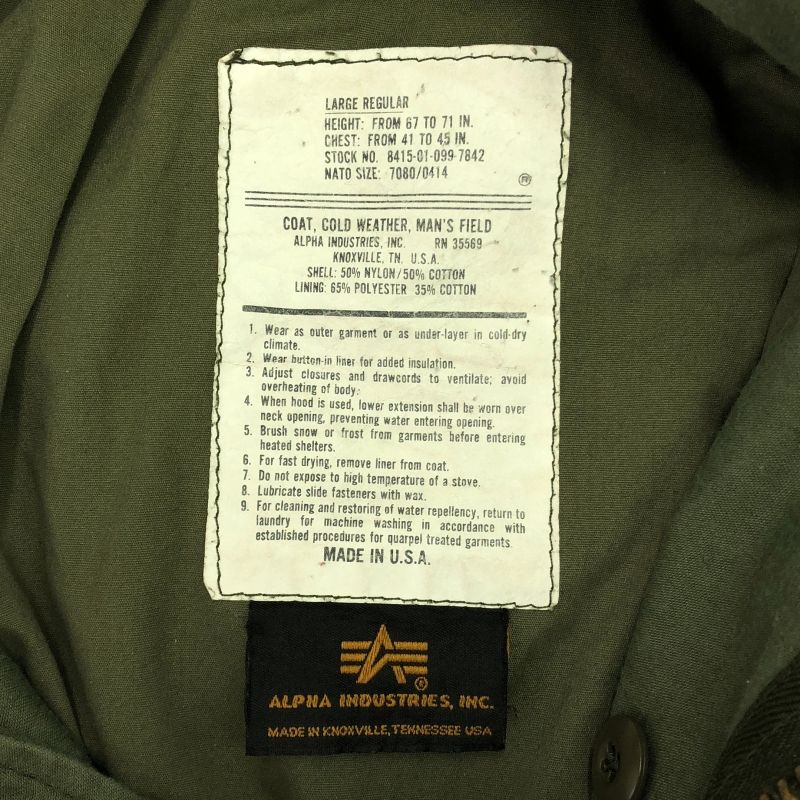 LARGE REGULAR
HEIGHT: FROM 67 TO 71 IN.
CHEST: FROM 41 TO 45 IN.
STOCK NO. 8415-01-099-7842
NATO SIZE: 7080/0414
®
COAT, COLD WEATHER, MAN'S FIELD
ALPHA INDUSTRIES, INC. RN 35569
KNOXVILLE, TN. U.S.A.
SHELL: 50% NYLON/50% COTTON
LINING: 65% POLYESTER 35% COTTON
1. Wear as outer garment or as under-layer in cold-dry
climate.
2. Wear button-in liner for added insulation.
3. Adjust closures and drawcords to ventilate; avoid
overheating of body.
4. When hood is used, lower extension shall be worn over
neck opening, preventing water entering opening.
5. Brush snow or frost from garments before entering
heated shelters.
6. For fast drying, remove liner from coat.
7. Do not expose to high temperature of a stove.
8. Lubricate slide fasteners with wax.
9. For cleaning and restoring of water repellency, return to
laundry for machine washing in accordance with
established procedures for quarpel treated garments.
MADE IN U.S.A.
®
ALPHA INDUSTRIES, INC.
MADE IN KNOXVILLE, TENNESSEE USA